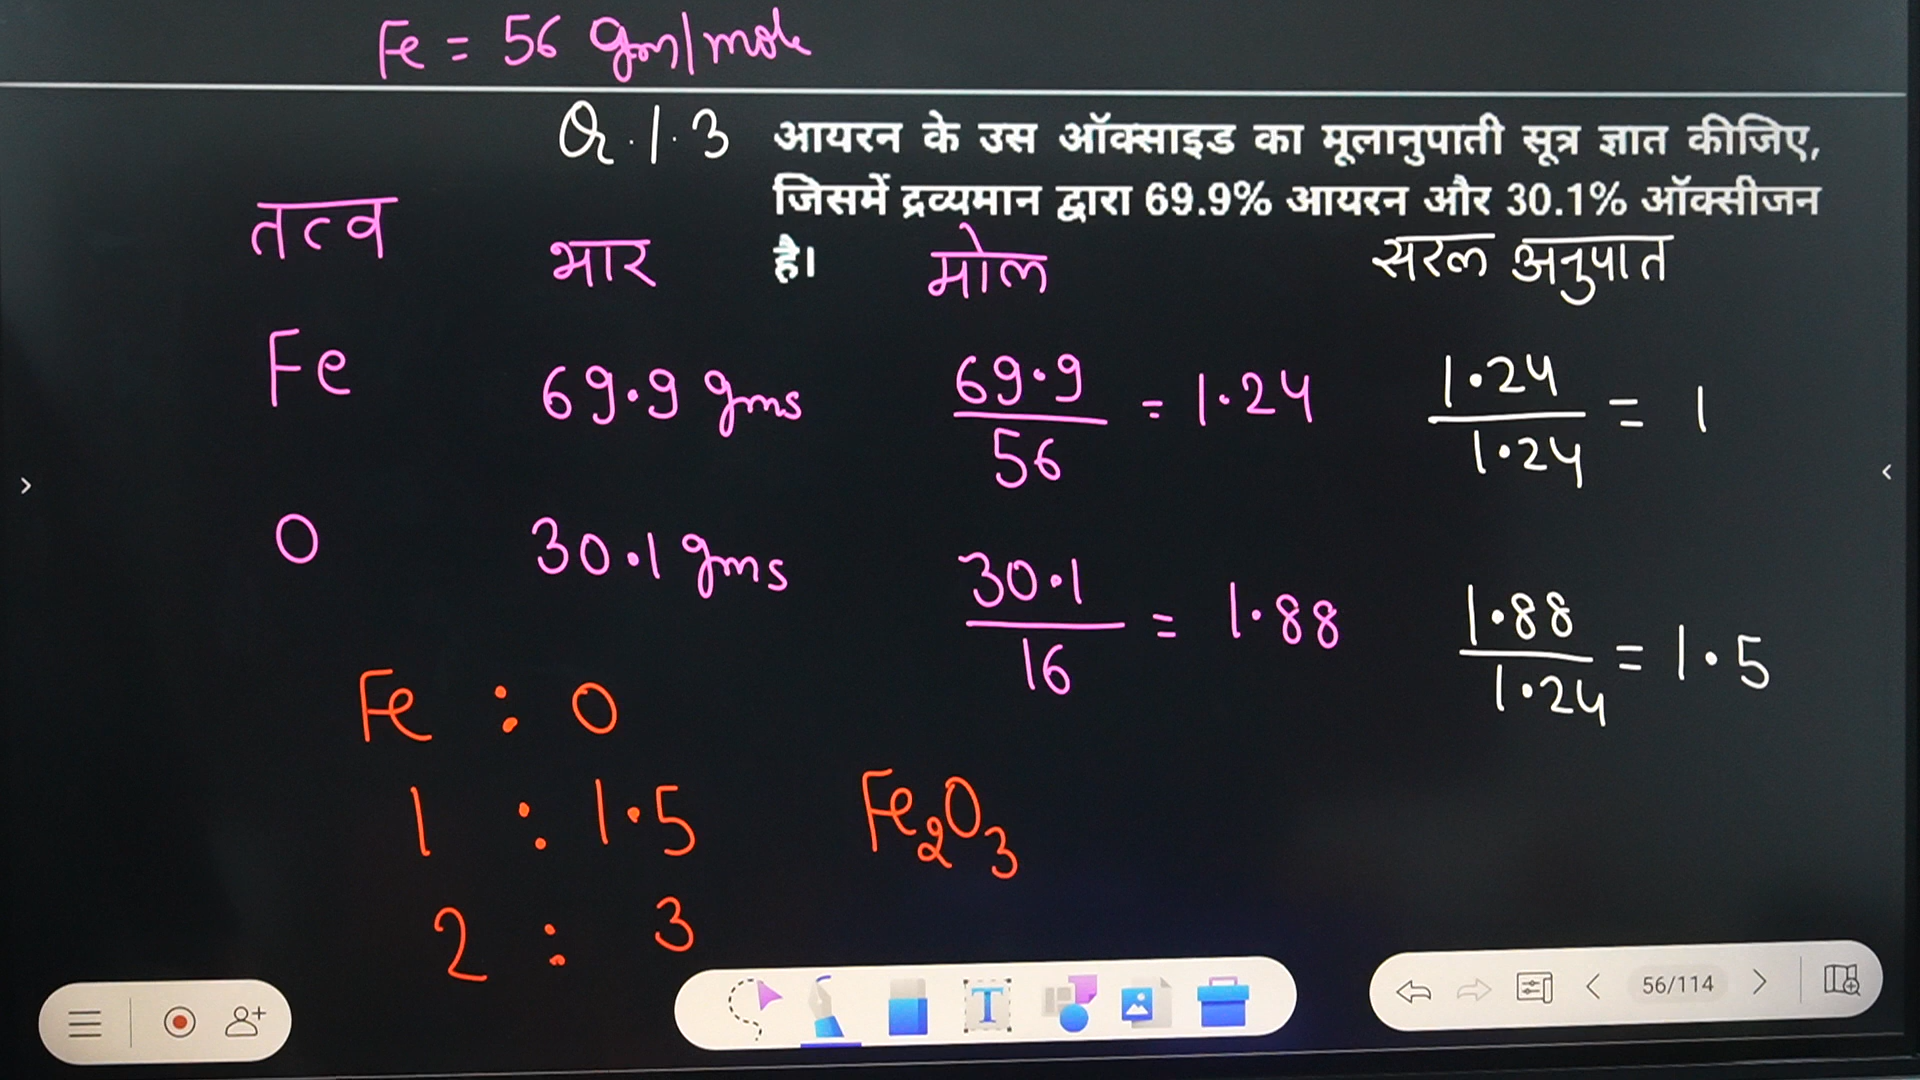 Fe = 56 gm/mole
Q.1.3 आयरन के उस ऑक्साइड का मूलानुपाती सूत्र ज्ञात कीजिए,
जिसमें द्रव्यमान द्वारा 69.9% आयरन और 30.1% ऑक्सीजन
है।
तत्व भार मोल सरल अनुपात
Fe 69.9 gms 69.9/56 = 1.24 1.24/1.24 = 1
O 30.1 gms 30.1/16 = 1.88 1.88/1.24 = 1.5
Fe : O
1 : 1.5 Fe₂O₃
2 : 3
T
56/114